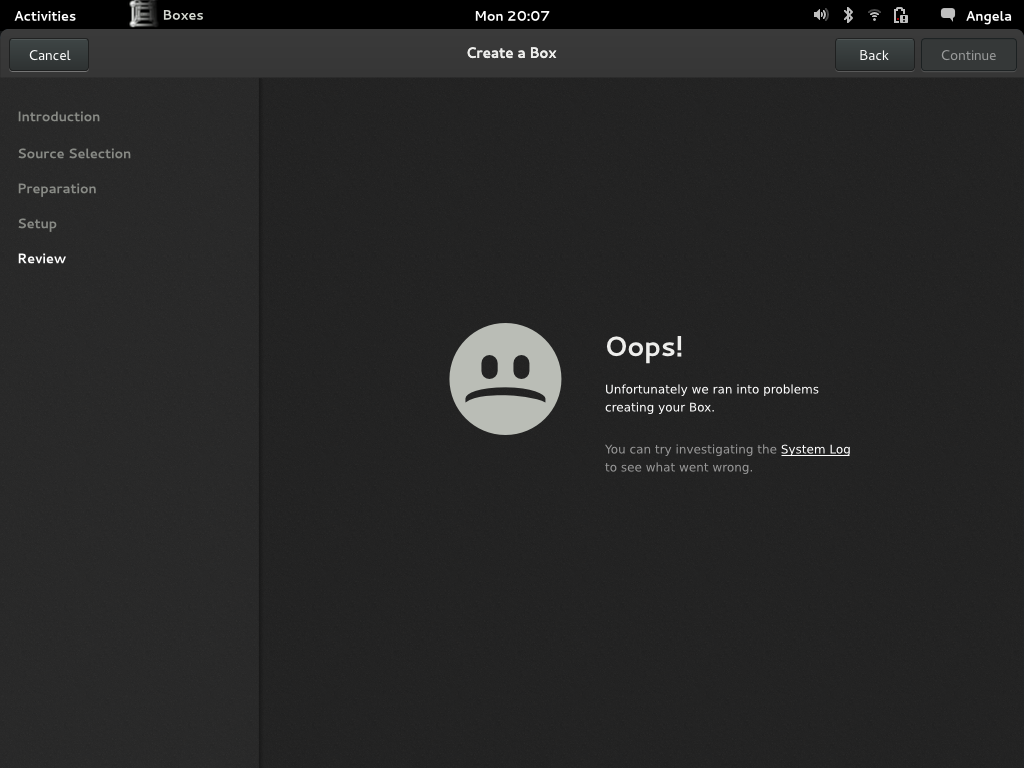 Activities Boxes Mon 20:07 Angela
Cancel Create a Box Back Continue
Introduction
Source Selection
Preparation
Setup
Review
Oops!
Unfortunately we ran into problems
creating your Box.
You can try investigating the System Log
to see what went wrong.